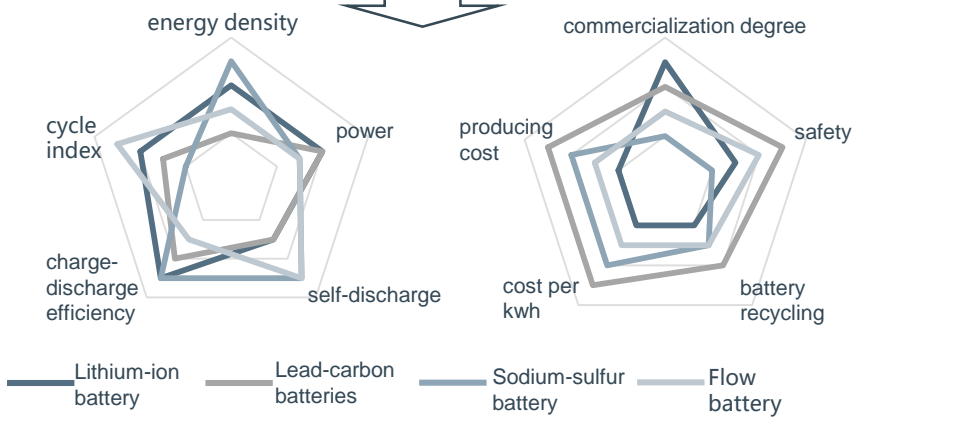 energy density
commercialization degree
cycle
index
power
producing
cost
safety
charge-
discharge
efficiency
self-discharge
cost per
kwh
battery
recycling
Lithium-ion
battery
Lead-carbon
batteries
Sodium-sulfur
battery
Flow
battery